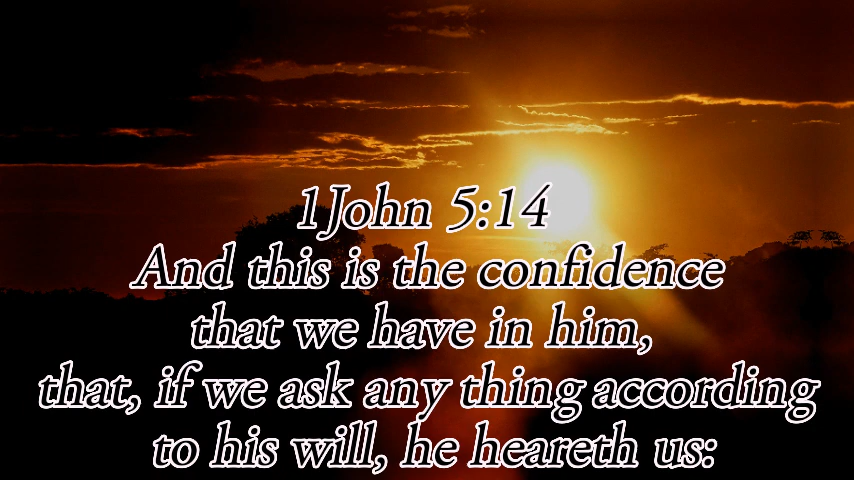 1 John 5:14
And this is the confidence
that we have in him,
that, if we ask any thing according
to his will, he heareth us: